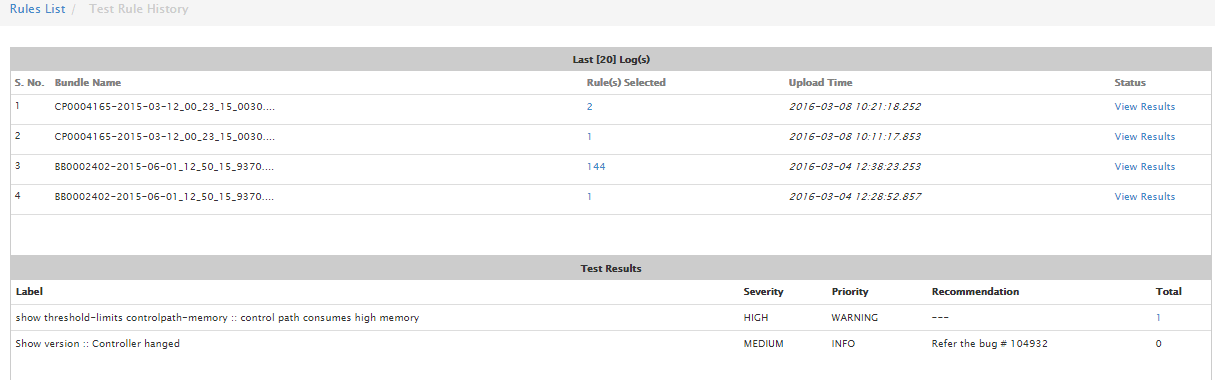 Rules List / Test Rule History
Last [20] Log(s)
S. No. Bundle Name Rule(s) Selected Upload Time Status
1 CP0004165-2015-03-12_00_23_15_0030.... 2 2016-03-08 10:21:18.252 View Results
2 CP0004165-2015-03-12_00_23_15_0030.... 1 2016-03-08 10:11:17.853 View Results
3 BB0002402-2015-06-01_12_50_15_9370.... 144 2016-03-04 12:38:23.253 View Results
4 BB0002402-2015-06-01_12_50_15_9370.... 1 2016-03-04 12:28:52.857 View Results
Test Results
Label Severity Priority Recommendation Total
show threshold-limits controlpath-memory :: control path consumes high memory HIGH WARNING --- 1
Show version :: Controller hanged MEDIUM INFO Refer the bug # 104932 0